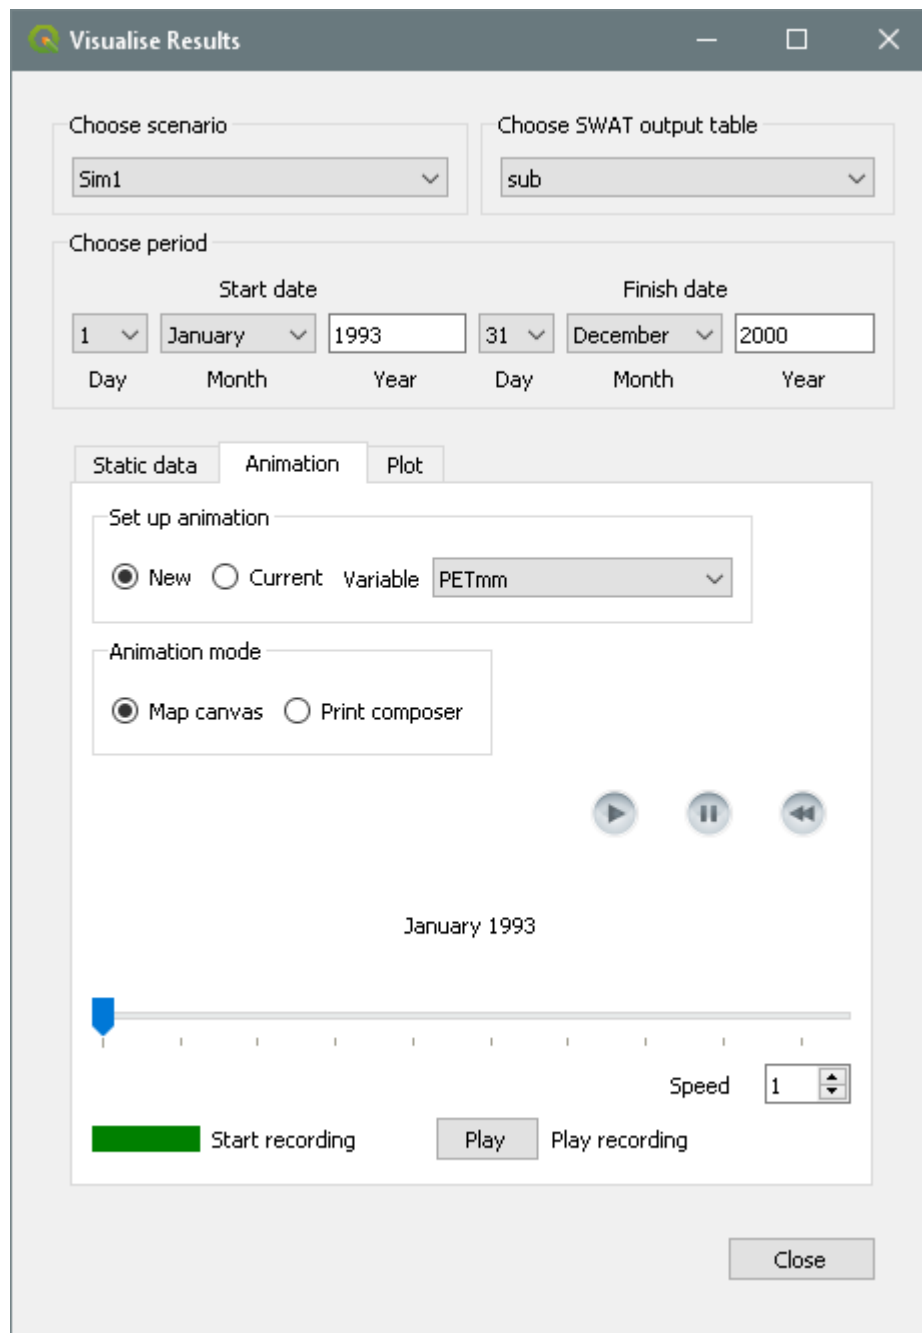 Visualise Results
Choose scenario Choose SWAT output table
Sim1 sub
Choose period
Start date Finish date
1 January 1993 31 December 2000
Day Month Year Day Month Year
Static data Animation Plot
Set up animation
New Current Variable PETmm
Animation mode
Map canvas Print composer
January 1993
Speed 1
Start recording Play Play recording
Close